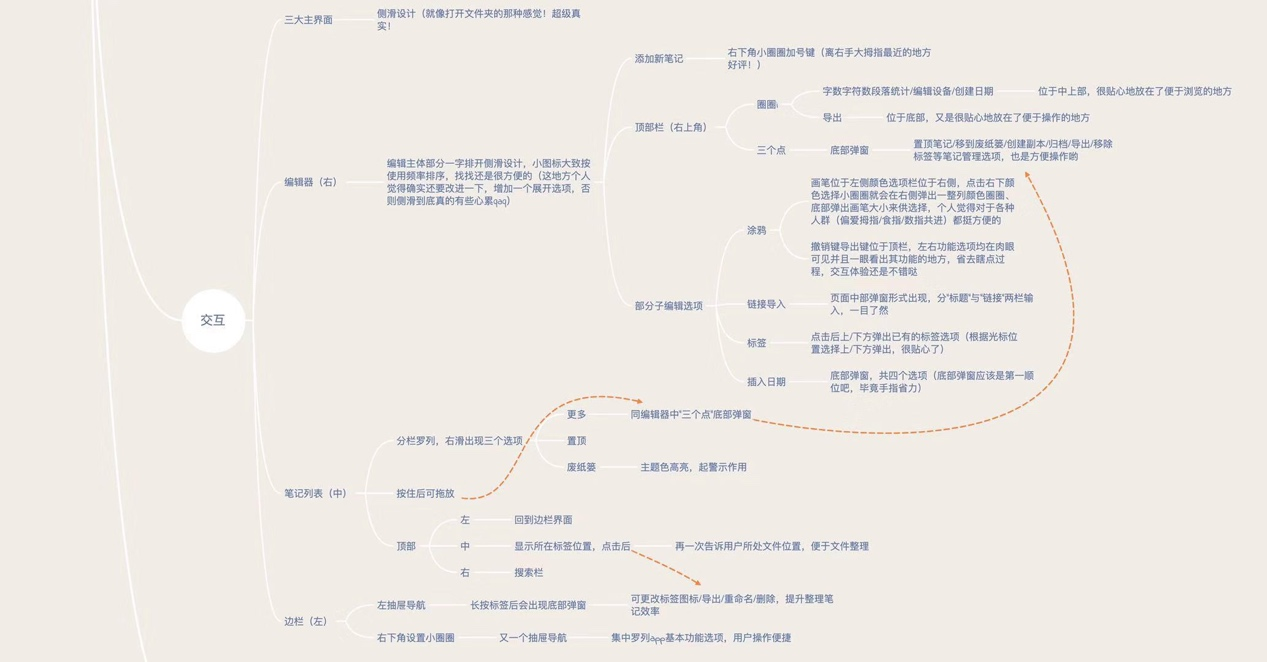 交互
三大主界面
侧滑设计（就像打开文件夹的那种感觉！超级真
实！
编辑器（右）
编辑主体部分一字排开侧滑设计，小图标大致按
使用频率排序，找找还是很方便的（这地方个人
觉得确实还要改进一下，增加一个展开选项，否
则侧滑到底真的有些心累qaq）
添加新笔记
右下角小圈圈加号键（离右手大拇指最近的地方
好评！）
顶部栏（右上角）
圈圈i
字数字符数段落统计/编辑设备/创建日期
位于中上部，很贴心地放在了便于浏览的地方
导出
位于底部，又是很贴心地放在了便于操作的地方
三个点
底部弹窗
置顶笔记/移到废纸篓/创建副本/归档/导出/移除
标签等笔记管理选项，也是方便操作哟
部分子编辑选项
涂鸦
画笔位于左侧颜色选项栏位于右侧，点击右下颜
色选择小圈圈就会在右侧弹出一整列颜色圈圈、
底部弹出画笔大小来供选择，个人觉得对于各种
人群（偏爱拇指/食指/数指共进）都挺方便的
撤销键导出键位于顶栏，左右功能选项均在肉眼
可见并且一眼看出其功能的地方，省去瞎点过
程，交互体验还是不错哒
链接导入
页面中部弹窗形式出现，分"标题"与"链接"两栏输
入，一目了然
标签
点击后上/下方弹出已有的标签选项（根据光标位
置选择上/下方弹出，很贴心了）
插入日期
底部弹窗，共四个选项（底部弹窗应该是第一顺
位吧，毕竟手指省力）
笔记列表（中）
分栏罗列，右滑出现三个选项
更多
同编辑器中"三个点"底部弹窗
置顶
废纸篓
主题色高亮，起警示作用
按住后可拖放
顶部
左
回到边栏界面
中
显示所在标签位置，点击后
再一次告诉用户所处文件位置，便于文件整理
右
搜索栏
边栏（左）
左抽屉导航
长按标签后会出现底部弹窗
可更改标签图标/导出/重命名/删除，提升整理笔
记效率
右下角设置小圈圈
又一个抽屉导航
集中罗列app基本功能选项，用户操作便捷